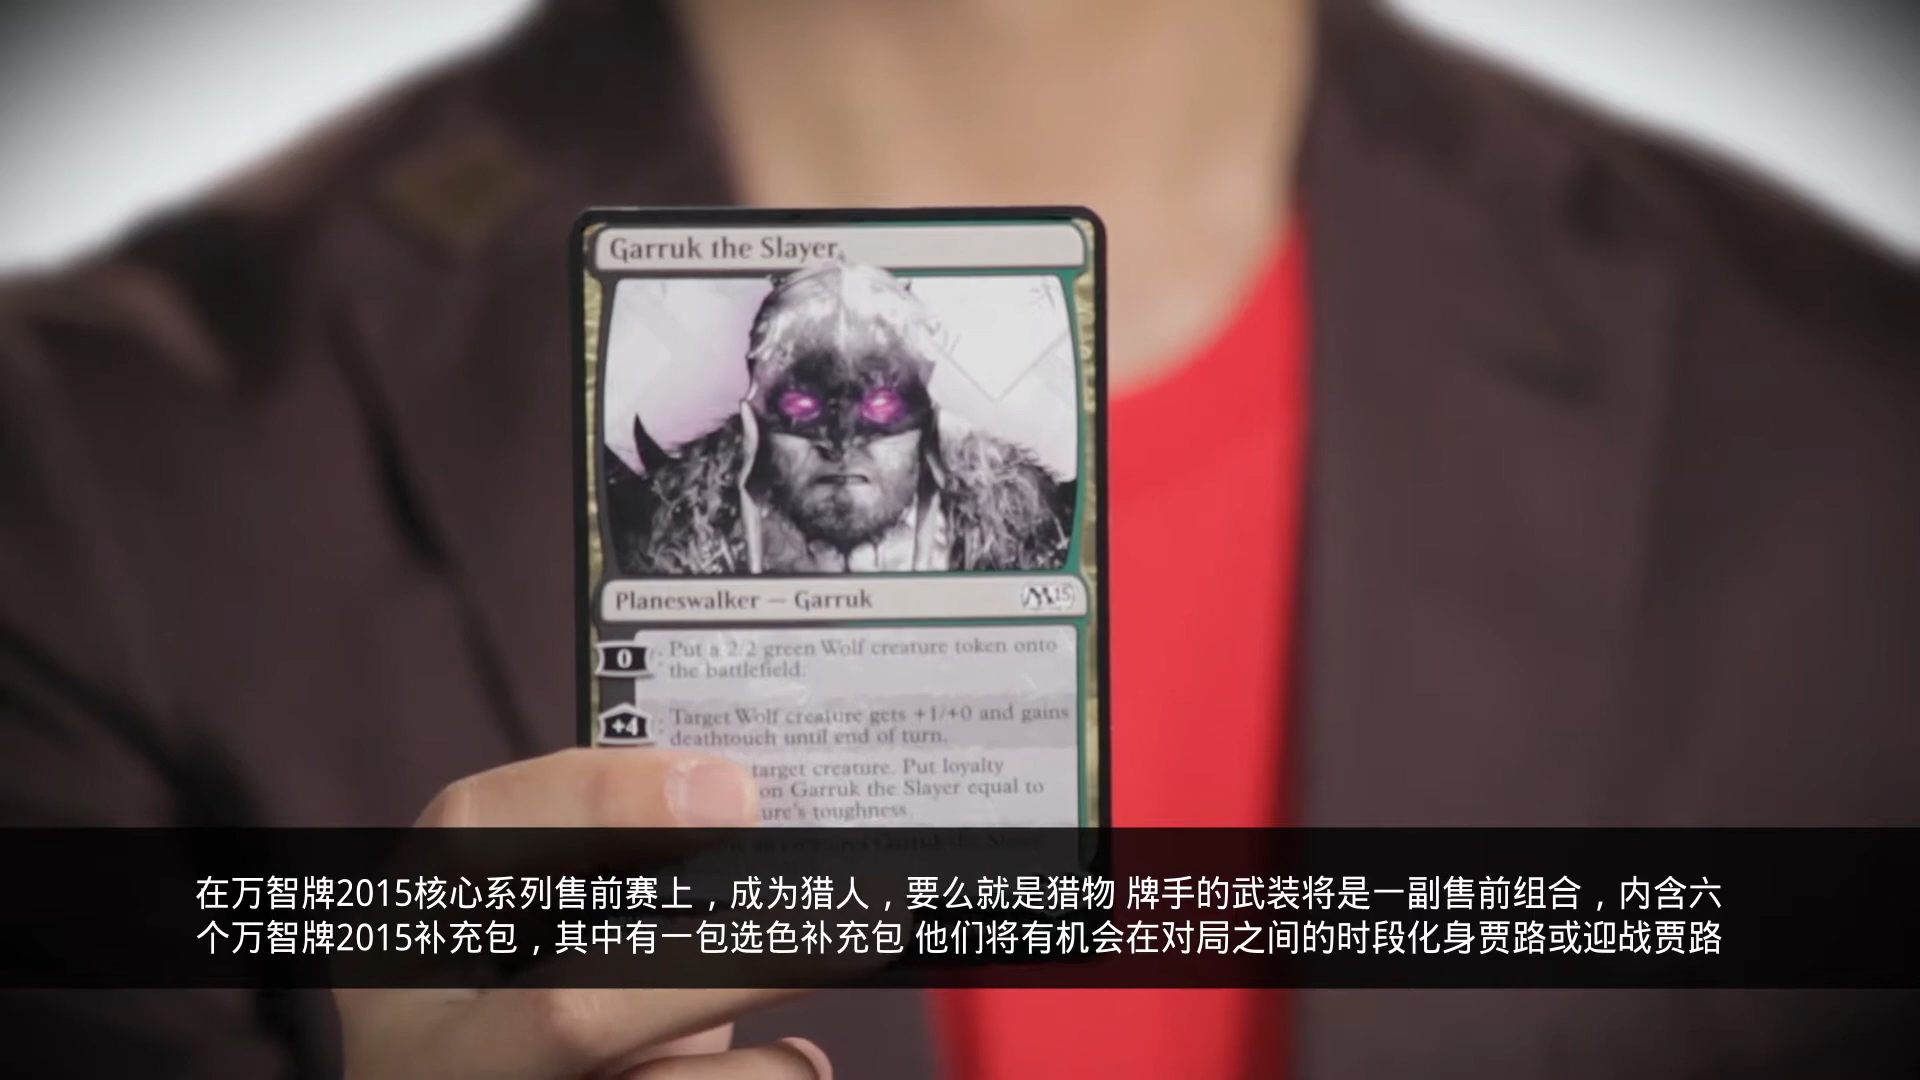 Garruk the Slayer
Planeswalker — Garruk
M15
0
: Put a 2/2 green Wolf creature token onto
the battlefield.
+4
: Target Wolf creature gets +1/+0 and gains
deathtouch until end of turn.
target creature. Put loyalty
on Garruk the Slayer equal to
ure's toughness
在万智牌2015核心系列售前赛上，成为猎人，要么就是猎物 牌手的武装将是一副售前组合，内含六
个万智牌2015补充包，其中有一包选色补充包 他们将有机会在对局之间的时段化身贾路或迎战贾路